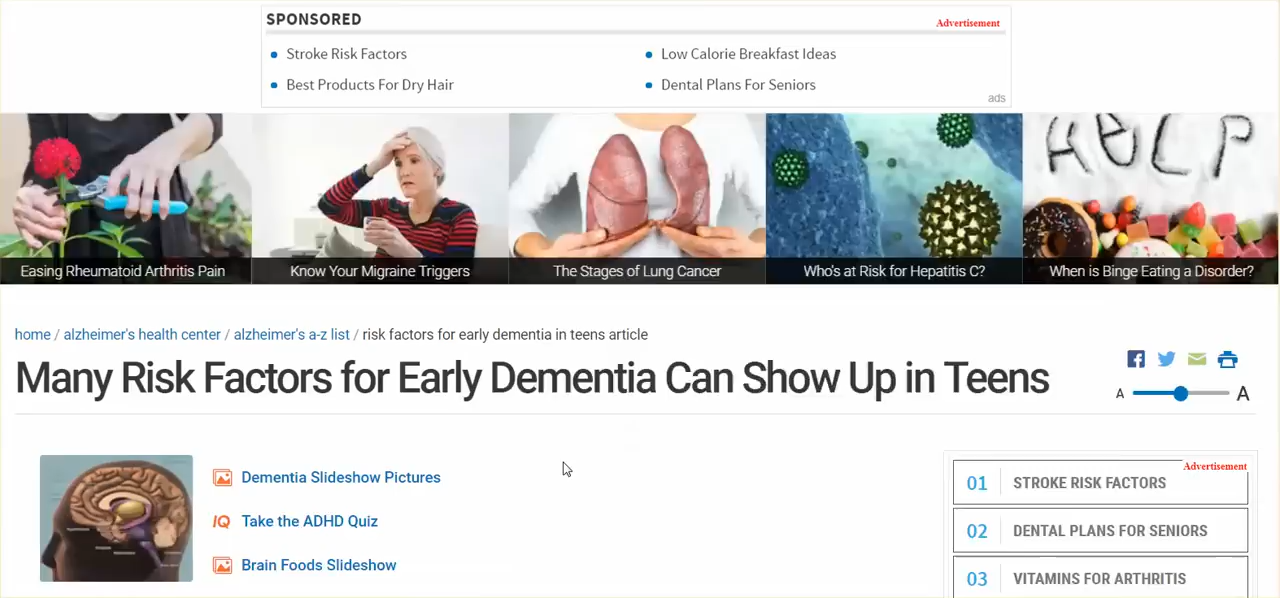 SPONSORED
Advertisement
Stroke Risk Factors
Low Calorie Breakfast Ideas
Best Products For Dry Hair
Dental Plans For Seniors
ads
HELP
Easing Rheumatoid Arthritis Pain
Know Your Migraine Triggers
The Stages of Lung Cancer
Who's at Risk for Hepatitis C?
When is Binge Eating a Disorder?
home / alzheimer's health center / alzheimer's a-z list / risk factors for early dementia in teens article
Many Risk Factors for Early Dementia Can Show Up in Teens
A A
Dementia Slideshow Pictures
IQ Take the ADHD Quiz
Brain Foods Slideshow
Advertisement
01 STROKE RISK FACTORS
02 DENTAL PLANS FOR SENIORS
03 VITAMINS FOR ARTHRITIS